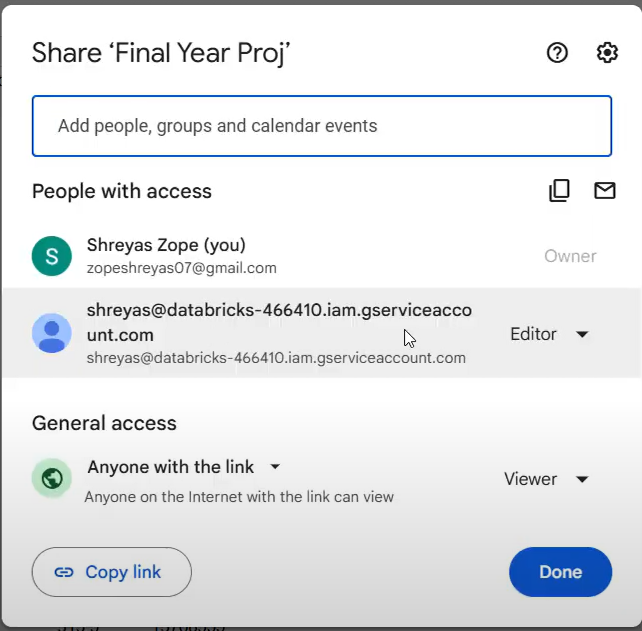 Share ‘Final Year Proj’
Add people, groups and calendar events
People with access
S
Shreyas Zope (you)
zopeshreyas07@gmail.com
Owner
shreyas@databricks-466410.iam.gserviceacco
unt.com
shreyas@databricks-466410.iam.gserviceaccount.com
Editor
General access
Anyone with the link
Anyone on the Internet with the link can view
Viewer
Copy link
Done